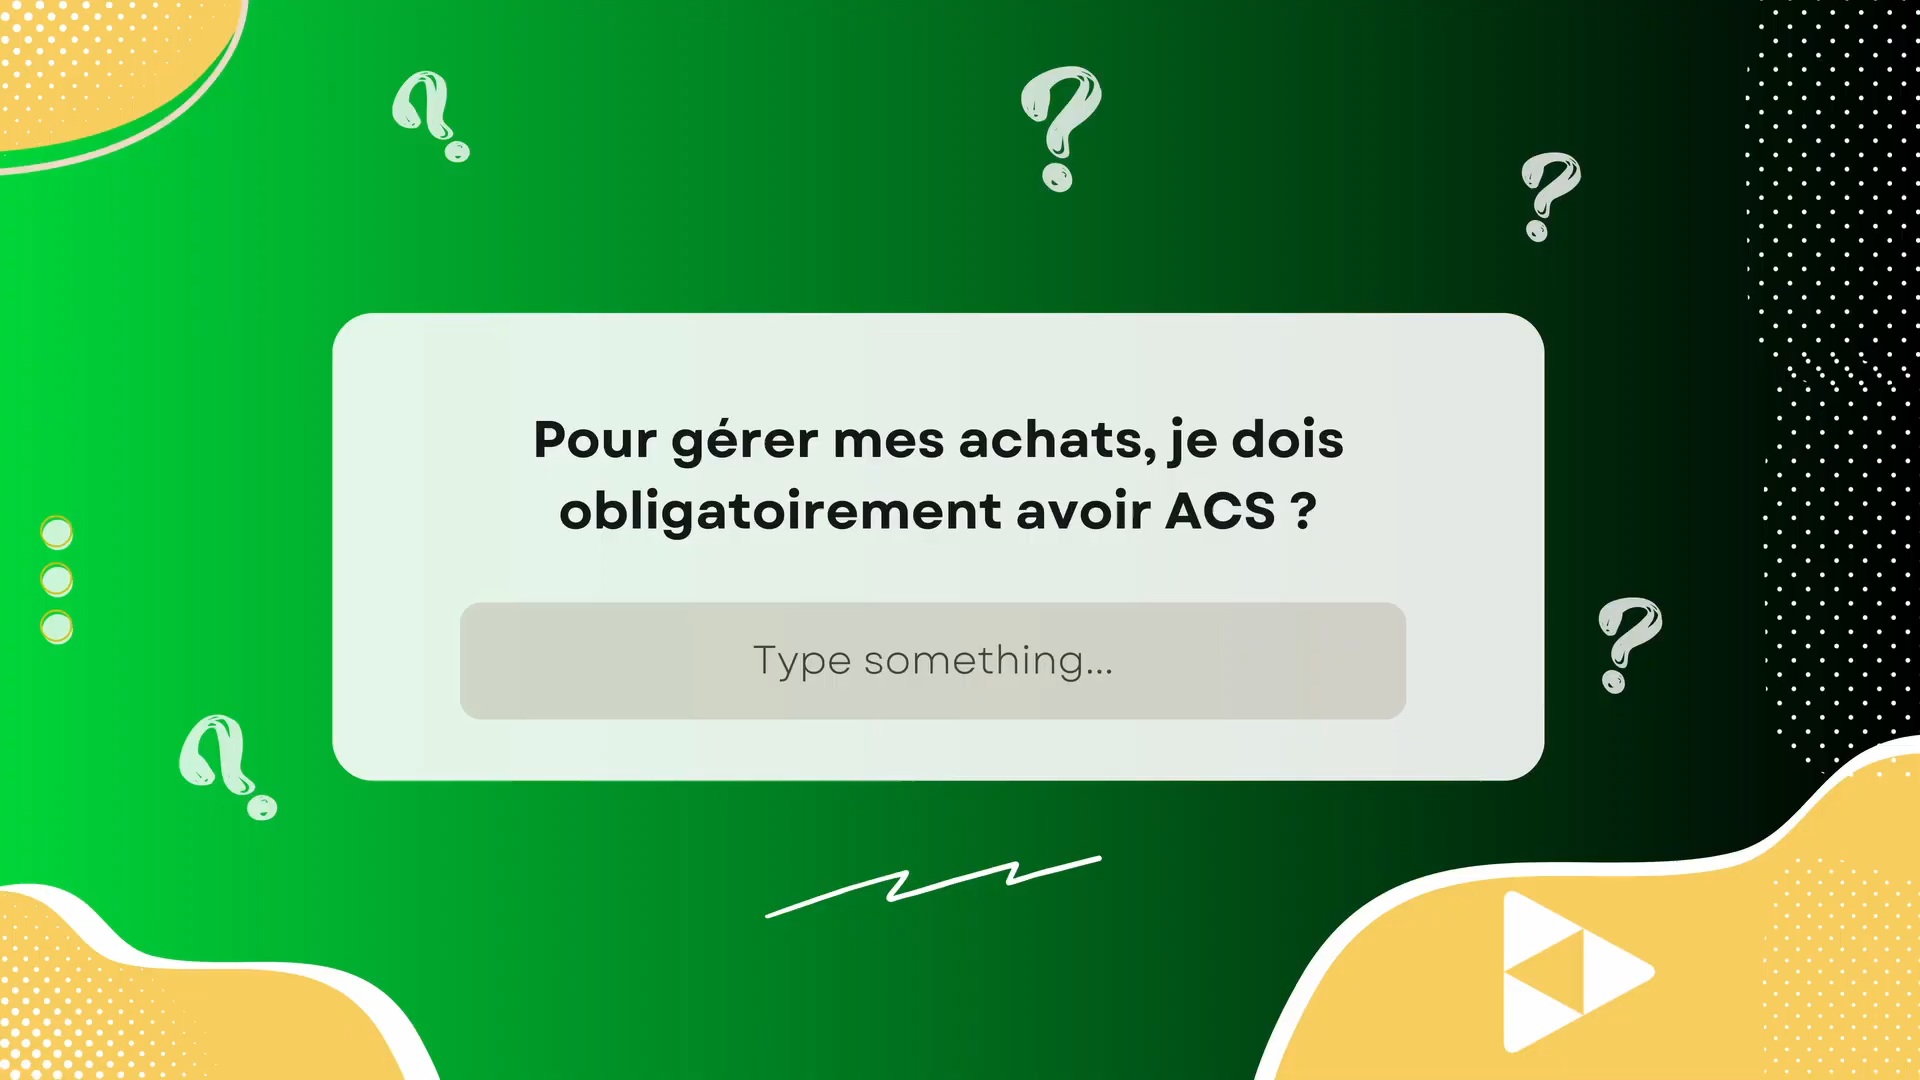 Pour gérer mes achats, je dois
obligatoirement avoir ACS ?
Type something...